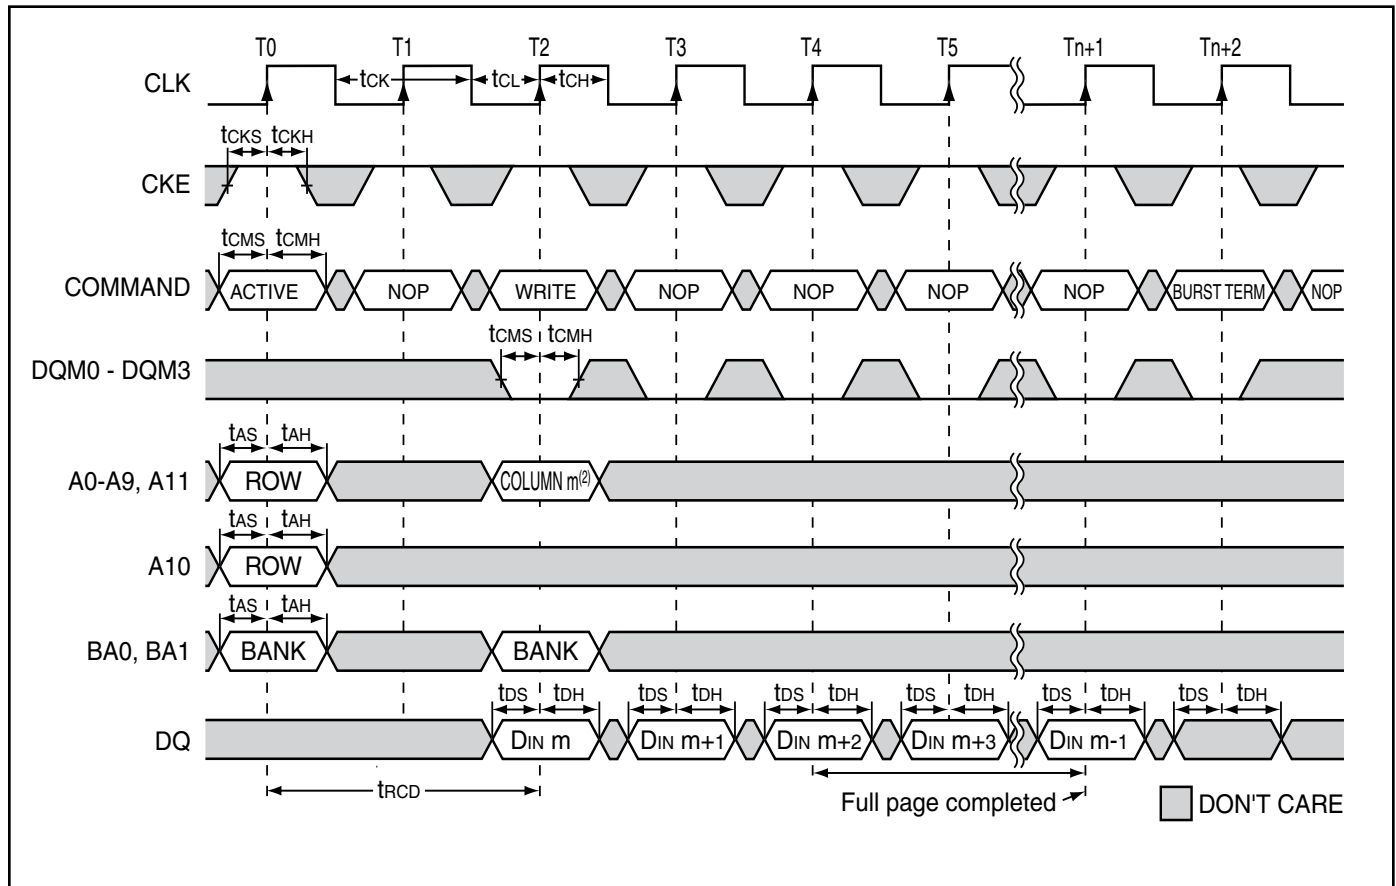 T0 T1 T2 T3 T4 T5 Tn+1 Tn+2
CLK tCK tCL tCH
tCKS tCKH
CKE
tCMS tCMH
COMMAND ACTIVE NOP WRITE NOP NOP NOP NOP BURST TERM NOP
tCMS tCMH
DQM0 - DQM3
tAS tAH
A0-A9, A11 ROW COLUMN m(2)
tAS tAH
A10 ROW
tAS tAH
BA0, BA1 BANK BANK
tDS tDH tDS tDH tDS tDH tDS tDH tDS tDH tDS tDH
DQ DIN m DIN m+1 DIN m+2 DIN m+3 DIN m-1
tRCD
Full page completed
DON'T CARE